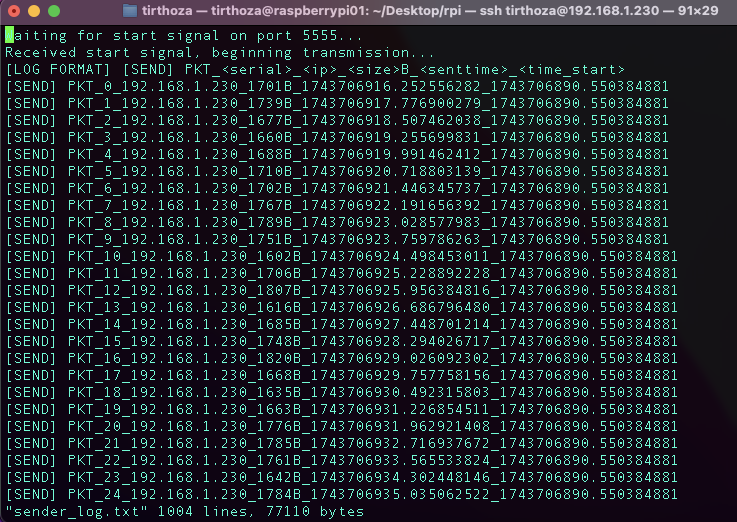 tirthoza — tirthoza@raspberrypi01: ~/Desktop/rpi — ssh tirthoza@192.168.1.230 — 91×29
Waiting for start signal on port 5555...
Received start signal, beginning transmission...
[LOG FORMAT] [SEND] PKT_<serial>_<ip>_<size>B_<senttime>_<time_start>
[SEND] PKT_0_192.168.1.230_1701B_1743706916.252556282_1743706890.550384881
[SEND] PKT_1_192.168.1.230_1739B_1743706917.776900279_1743706890.550384881
[SEND] PKT_2_192.168.1.230_1677B_1743706918.507462038_1743706890.550384881
[SEND] PKT_3_192.168.1.230_1660B_1743706919.255699831_1743706890.550384881
[SEND] PKT_4_192.168.1.230_1688B_1743706919.991462412_1743706890.550384881
[SEND] PKT_5_192.168.1.230_1710B_1743706920.718803139_1743706890.550384881
[SEND] PKT_6_192.168.1.230_1702B_1743706921.446345737_1743706890.550384881
[SEND] PKT_7_192.168.1.230_1767B_1743706922.191656392_1743706890.550384881
[SEND] PKT_8_192.168.1.230_1789B_1743706923.028577983_1743706890.550384881
[SEND] PKT_9_192.168.1.230_1751B_1743706923.759786263_1743706890.550384881
[SEND] PKT_10_192.168.1.230_1602B_1743706924.498453011_1743706890.550384881
[SEND] PKT_11_192.168.1.230_1706B_1743706925.228892228_1743706890.550384881
[SEND] PKT_12_192.168.1.230_1807B_1743706925.956384816_1743706890.550384881
[SEND] PKT_13_192.168.1.230_1616B_1743706926.686796480_1743706890.550384881
[SEND] PKT_14_192.168.1.230_1685B_1743706927.448701214_1743706890.550384881
[SEND] PKT_15_192.168.1.230_1748B_1743706928.294026717_1743706890.550384881
[SEND] PKT_16_192.168.1.230_1820B_1743706929.026092302_1743706890.550384881
[SEND] PKT_17_192.168.1.230_1668B_1743706929.757758156_1743706890.550384881
[SEND] PKT_18_192.168.1.230_1635B_1743706930.492315803_1743706890.550384881
[SEND] PKT_19_192.168.1.230_1663B_1743706931.226854511_1743706890.550384881
[SEND] PKT_20_192.168.1.230_1776B_1743706931.962921408_1743706890.550384881
[SEND] PKT_21_192.168.1.230_1785B_1743706932.716937672_1743706890.550384881
[SEND] PKT_22_192.168.1.230_1761B_1743706933.565533824_1743706890.550384881
[SEND] PKT_23_192.168.1.230_1642B_1743706934.302448146_1743706890.550384881
[SEND] PKT_24_192.168.1.230_1784B_1743706935.035062522_1743706890.550384881
"sender_log.txt" 1004 lines, 77110 bytes